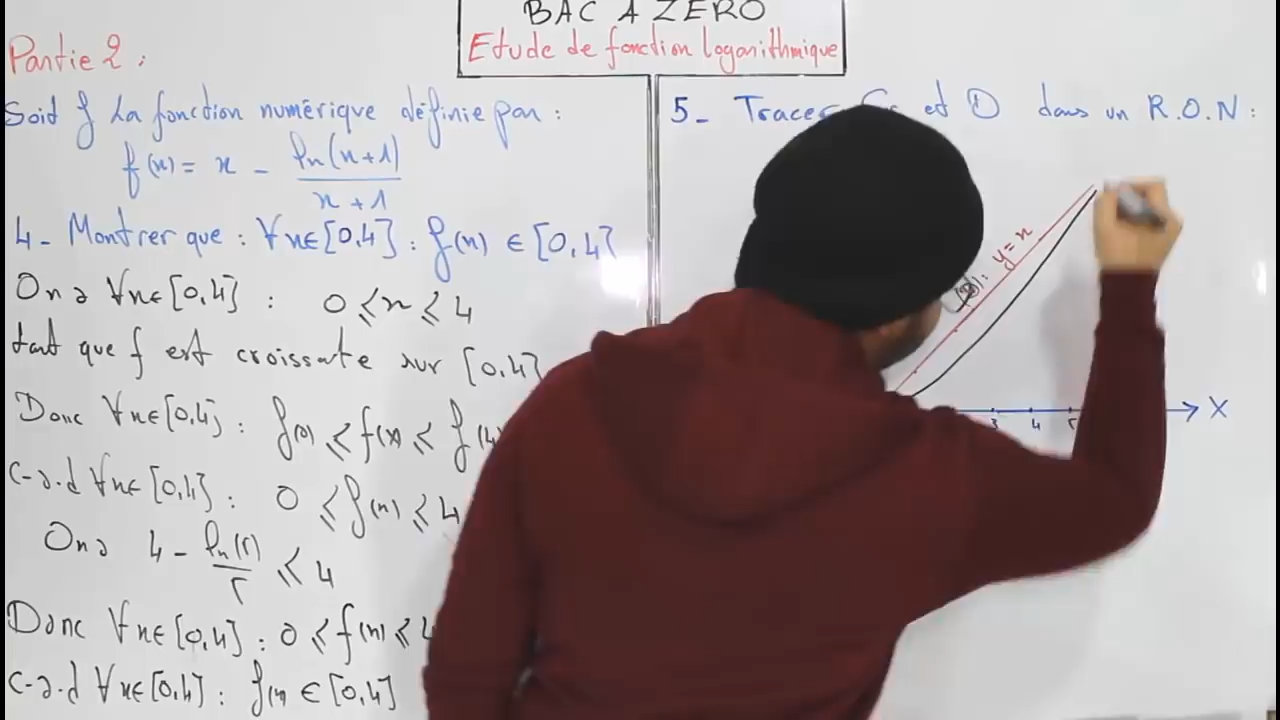 BAC A ZERO
Etude de fonction logarithmique
Partie 2 :
Soit f la fonction numérique définie par :
f(x) = x - ln(x+1)/(x+1)
4- Montrer que : ∀x∈[0,4] : f(x) ∈ [0,4]
On a ∀x∈[0,4] : 0 ⩽ x ⩽ 4
tant que f est croissate sur [0,4]
Donc ∀x∈[0,4] : f(0) ⩽ f(x) ⩽ f(4)
c-a-d ∀x∈[0,4] : 0 ⩽ f(x) ⩽ 4
On a 4 - ln(5)/5 ⩽ 4
Donc ∀x∈[0,4] : 0 ⩽ f(x) ⩽ 4
c-a-d ∀x∈[0,4] : f(x) ∈ [0,4]
5- Tracer et D dans un R.O.N :
(D): y = x
3 4 5 X